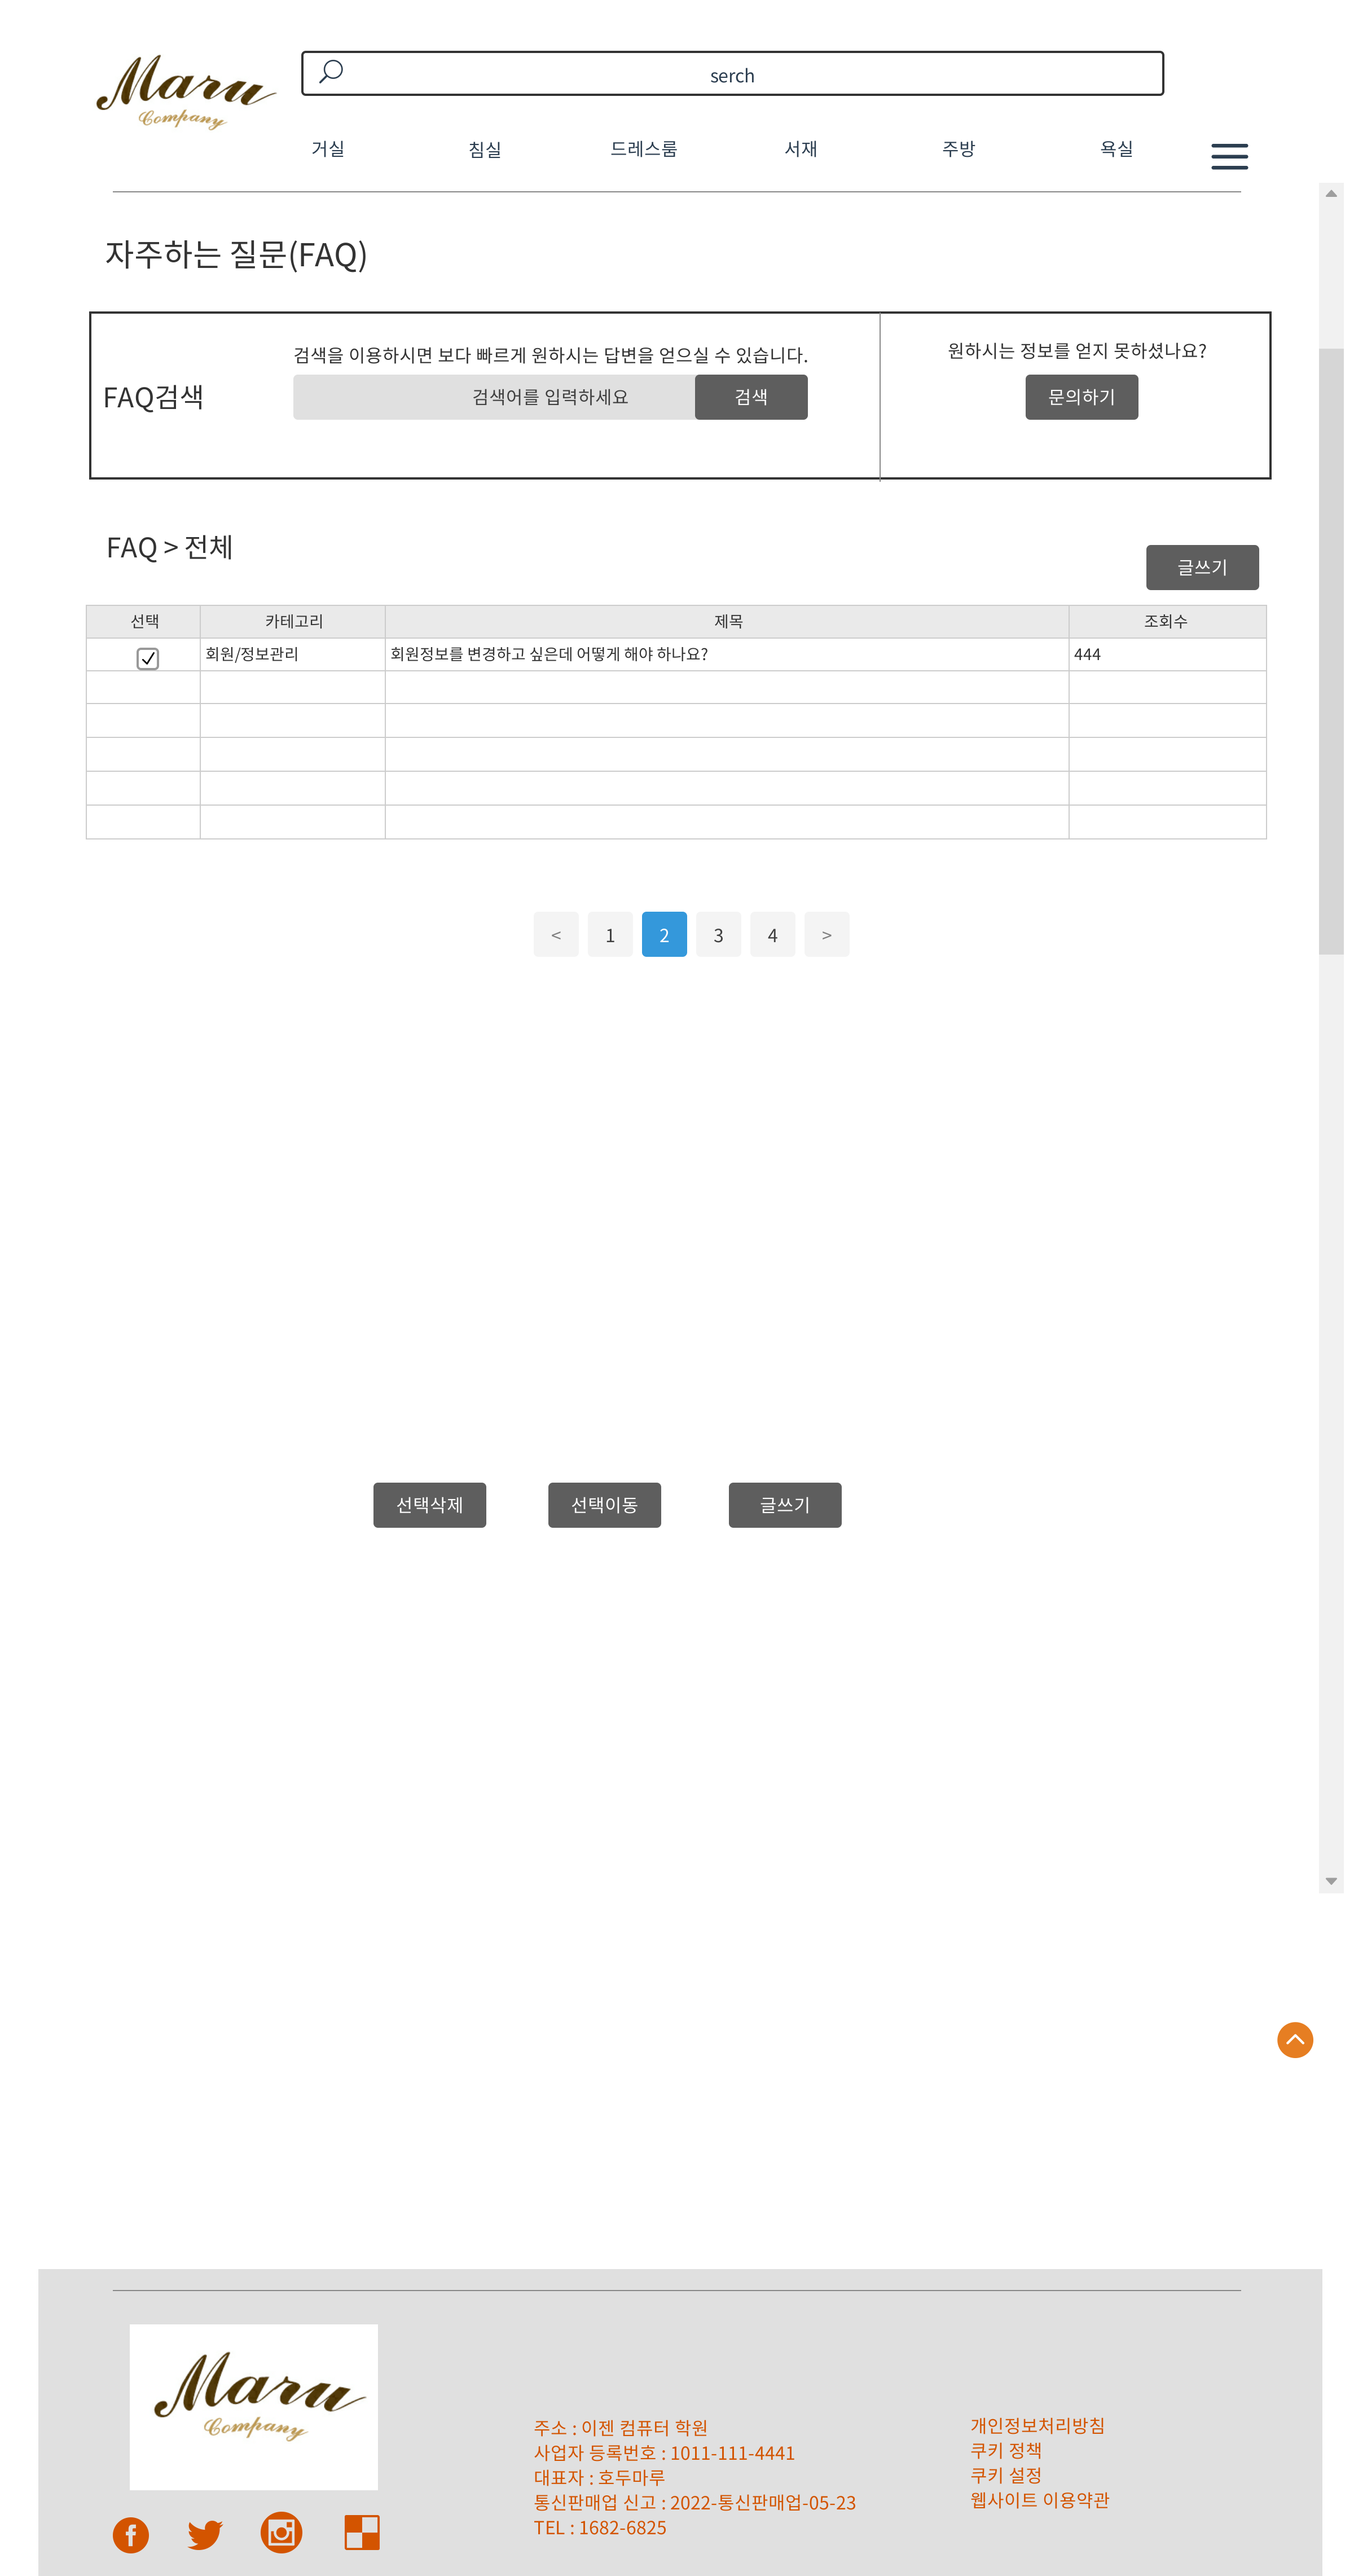 Maru
Company
serch
거실 침실 드레스룸 서재 주방 욕실
자주하는 질문(FAQ)
검색을 이용하시면 보다 빠르게 원하시는 답변을 얻으실 수 있습니다.
원하시는 정보를 얻지 못하셨나요?
FAQ검색
검색어를 입력하세요 검색
문의하기
FAQ > 전체
글쓰기
선택 카테고리 제목 조회수
회원/정보관리 회원정보를 변경하고 싶은데 어떻게 해야 하나요? 444
< 1 2 3 4 >
선택삭제 선택이동 글쓰기
Maru
Company
주소 : 이젠 컴퓨터 학원
사업자 등록번호 : 1011-111-4441
대표자 : 호두마루
통신판매업 신고 : 2022-통신판매업-05-23
TEL : 1682-6825
개인정보처리방침
쿠키 정책
쿠키 설정
웹사이트 이용약관